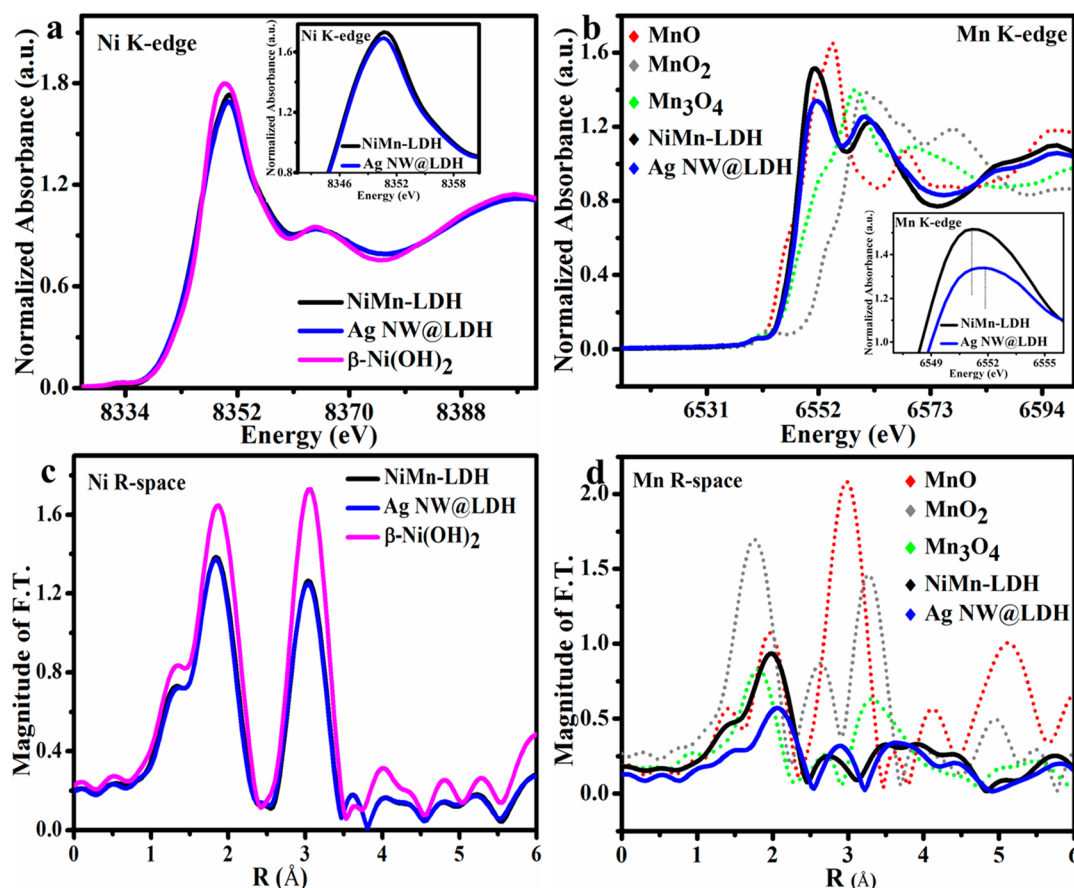 a
Ni K-edge
Normalized Absorbance (a.u.)
1.8
1.2
0.6
0.0
8334 8352 8370 8388
Energy (eV)
NiMn-LDH
Ag NW@LDH
β-Ni(OH)2
Ni K-edge
Normalized Absorbance (a.u.)
1.6
1.2
0.8
8346 8352 8358
Energy (eV)
NiMn-LDH
Ag NW@LDH
b
Mn K-edge
MnO
MnO2
Mn3O4
NiMn-LDH
Ag NW@LDH
Normalized Absorbance (a.u.)
1.6
1.2
0.8
0.4
0.0
6531 6552 6573 6594
Energy (eV)
Mn K-edge
Normalized Absorbance (a.u.)
1.5
1.4
1.3
1.1
1.0
6549 6552 6555
Energy (eV)
NiMn-LDH
Ag NW@LDH
c
Ni R-space
NiMn-LDH
Ag NW@LDH
β-Ni(OH)2
Magnitude of F.T.
1.6
1.2
0.8
0.4
0.0
0 1 2 3 4 5 6
R (Å)
d
Mn R-space
MnO
MnO2
Mn3O4
NiMn-LDH
Ag NW@LDH
Magnitude of F.T.
2.0
1.5
1.0
0.5
0.0
0 1 2 3 4 5 6
R (Å)